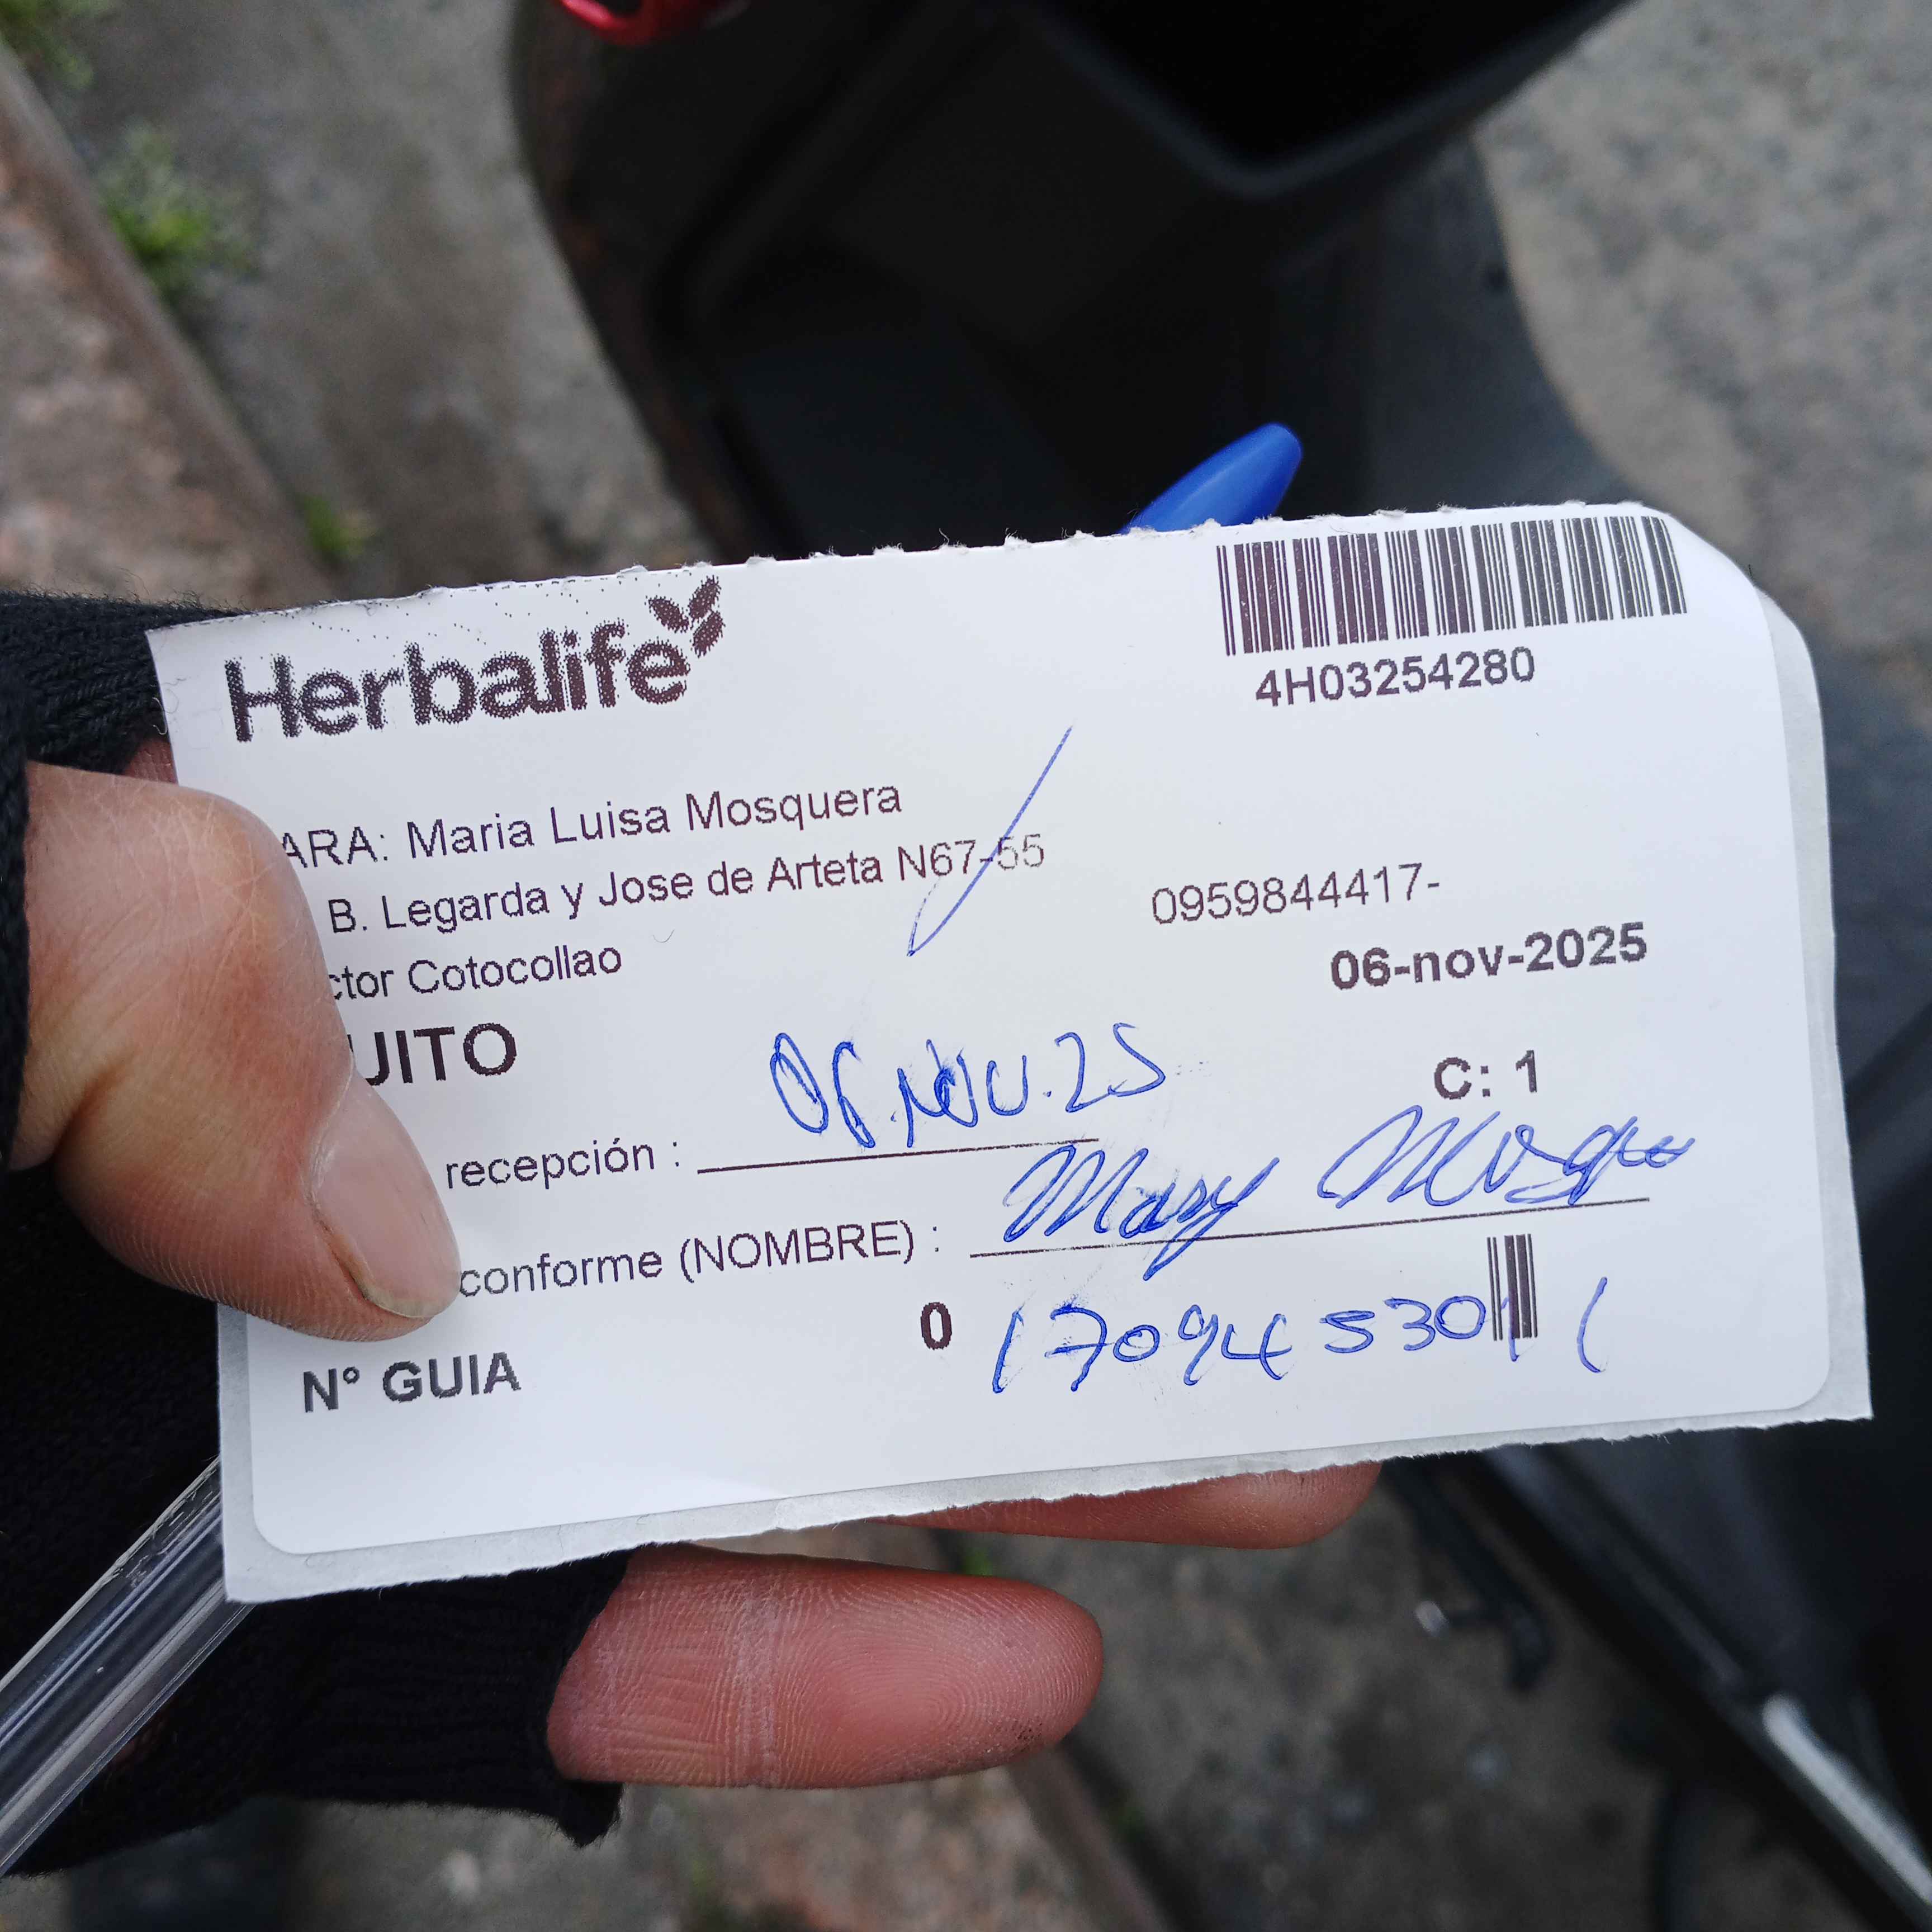 Herbalife
4H03254280
ARA: Maria Luisa Mosquera
B. Legarda y Jose de Arteta N67-55
0959844417-
ctor Cotocollao
06-nov-2025
UITO
C: 1
recepción : 06.NOV.25
conforme (NOMBRE) : Mary
0
N° GUIA